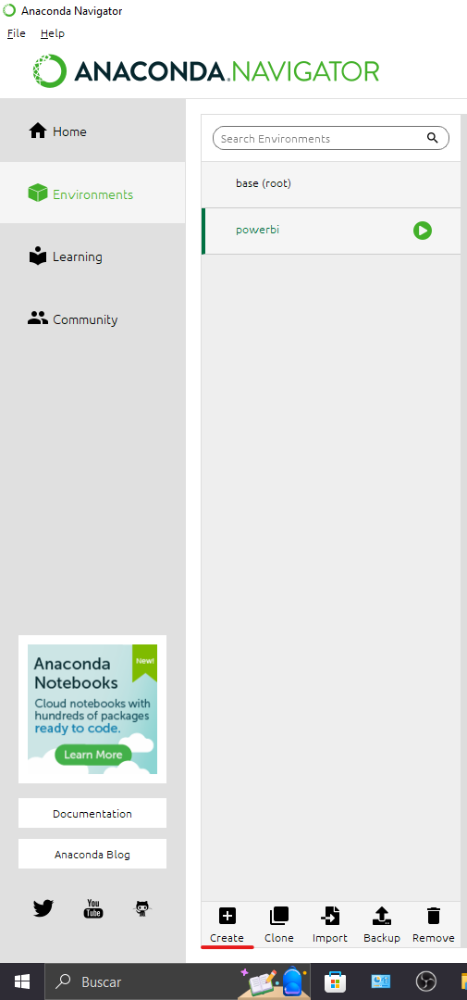 Anaconda Navigator
File Help
ANACONDA.NAVIGATOR
Home
Environments
Learning
Community
Anaconda
Notebooks
New!
Cloud notebooks with
hundreds of packages
ready to code.
Learn More
Documentation
Anaconda Blog
You
Tube
Search Environments
base (root)
powerbi
Create Clone Import Backup Remove
Buscar